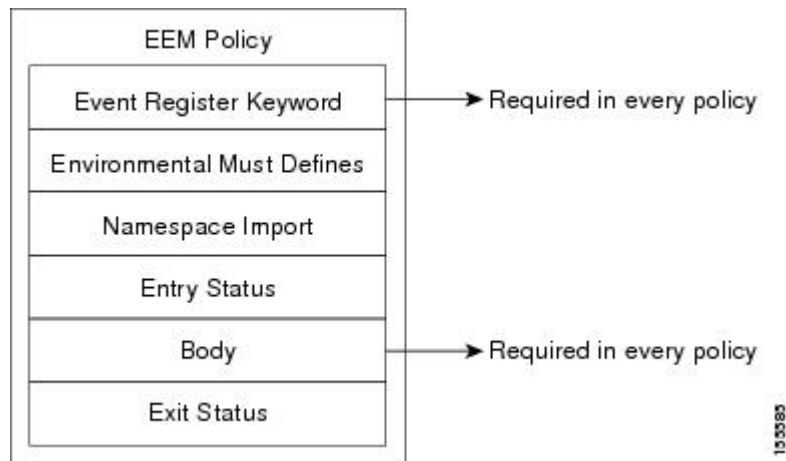 EEM Policy
Event Register Keyword
Required in every policy
Environmental Must Defines
Namespace Import
Entry Status
Body
Required in every policy
Exit Status
155585